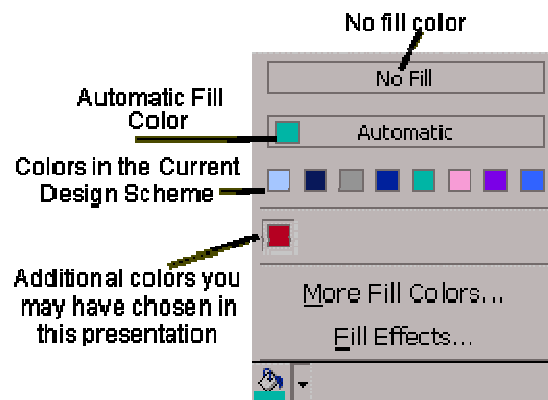 No fill color
No Fill
Automatic Fill
Color
Automatic
Colors in the Current
Design Scheme
Additional colors you
may have chosen in
this presentation
More Fill Colors...
Fill Effects...